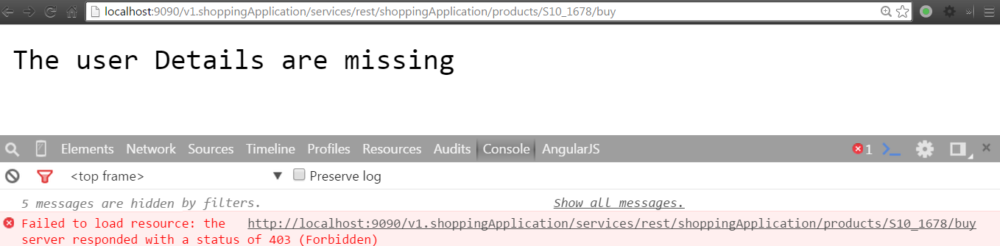 localhost:9090/v1.shoppingApplication/services/rest/shoppingApplication/products/S10_1678/buy
The user Details are missing
Elements Network Sources Timeline Profiles Resources Audits Console AngularJS 1
<top frame> Preserve log
5 messages are hidden by filters. Show all messages.
Failed to load resource: the http://localhost:9090/v1.shoppingApplication/services/rest/shoppingApplication/products/S10_1678/buy
server responded with a status of 403 (Forbidden)